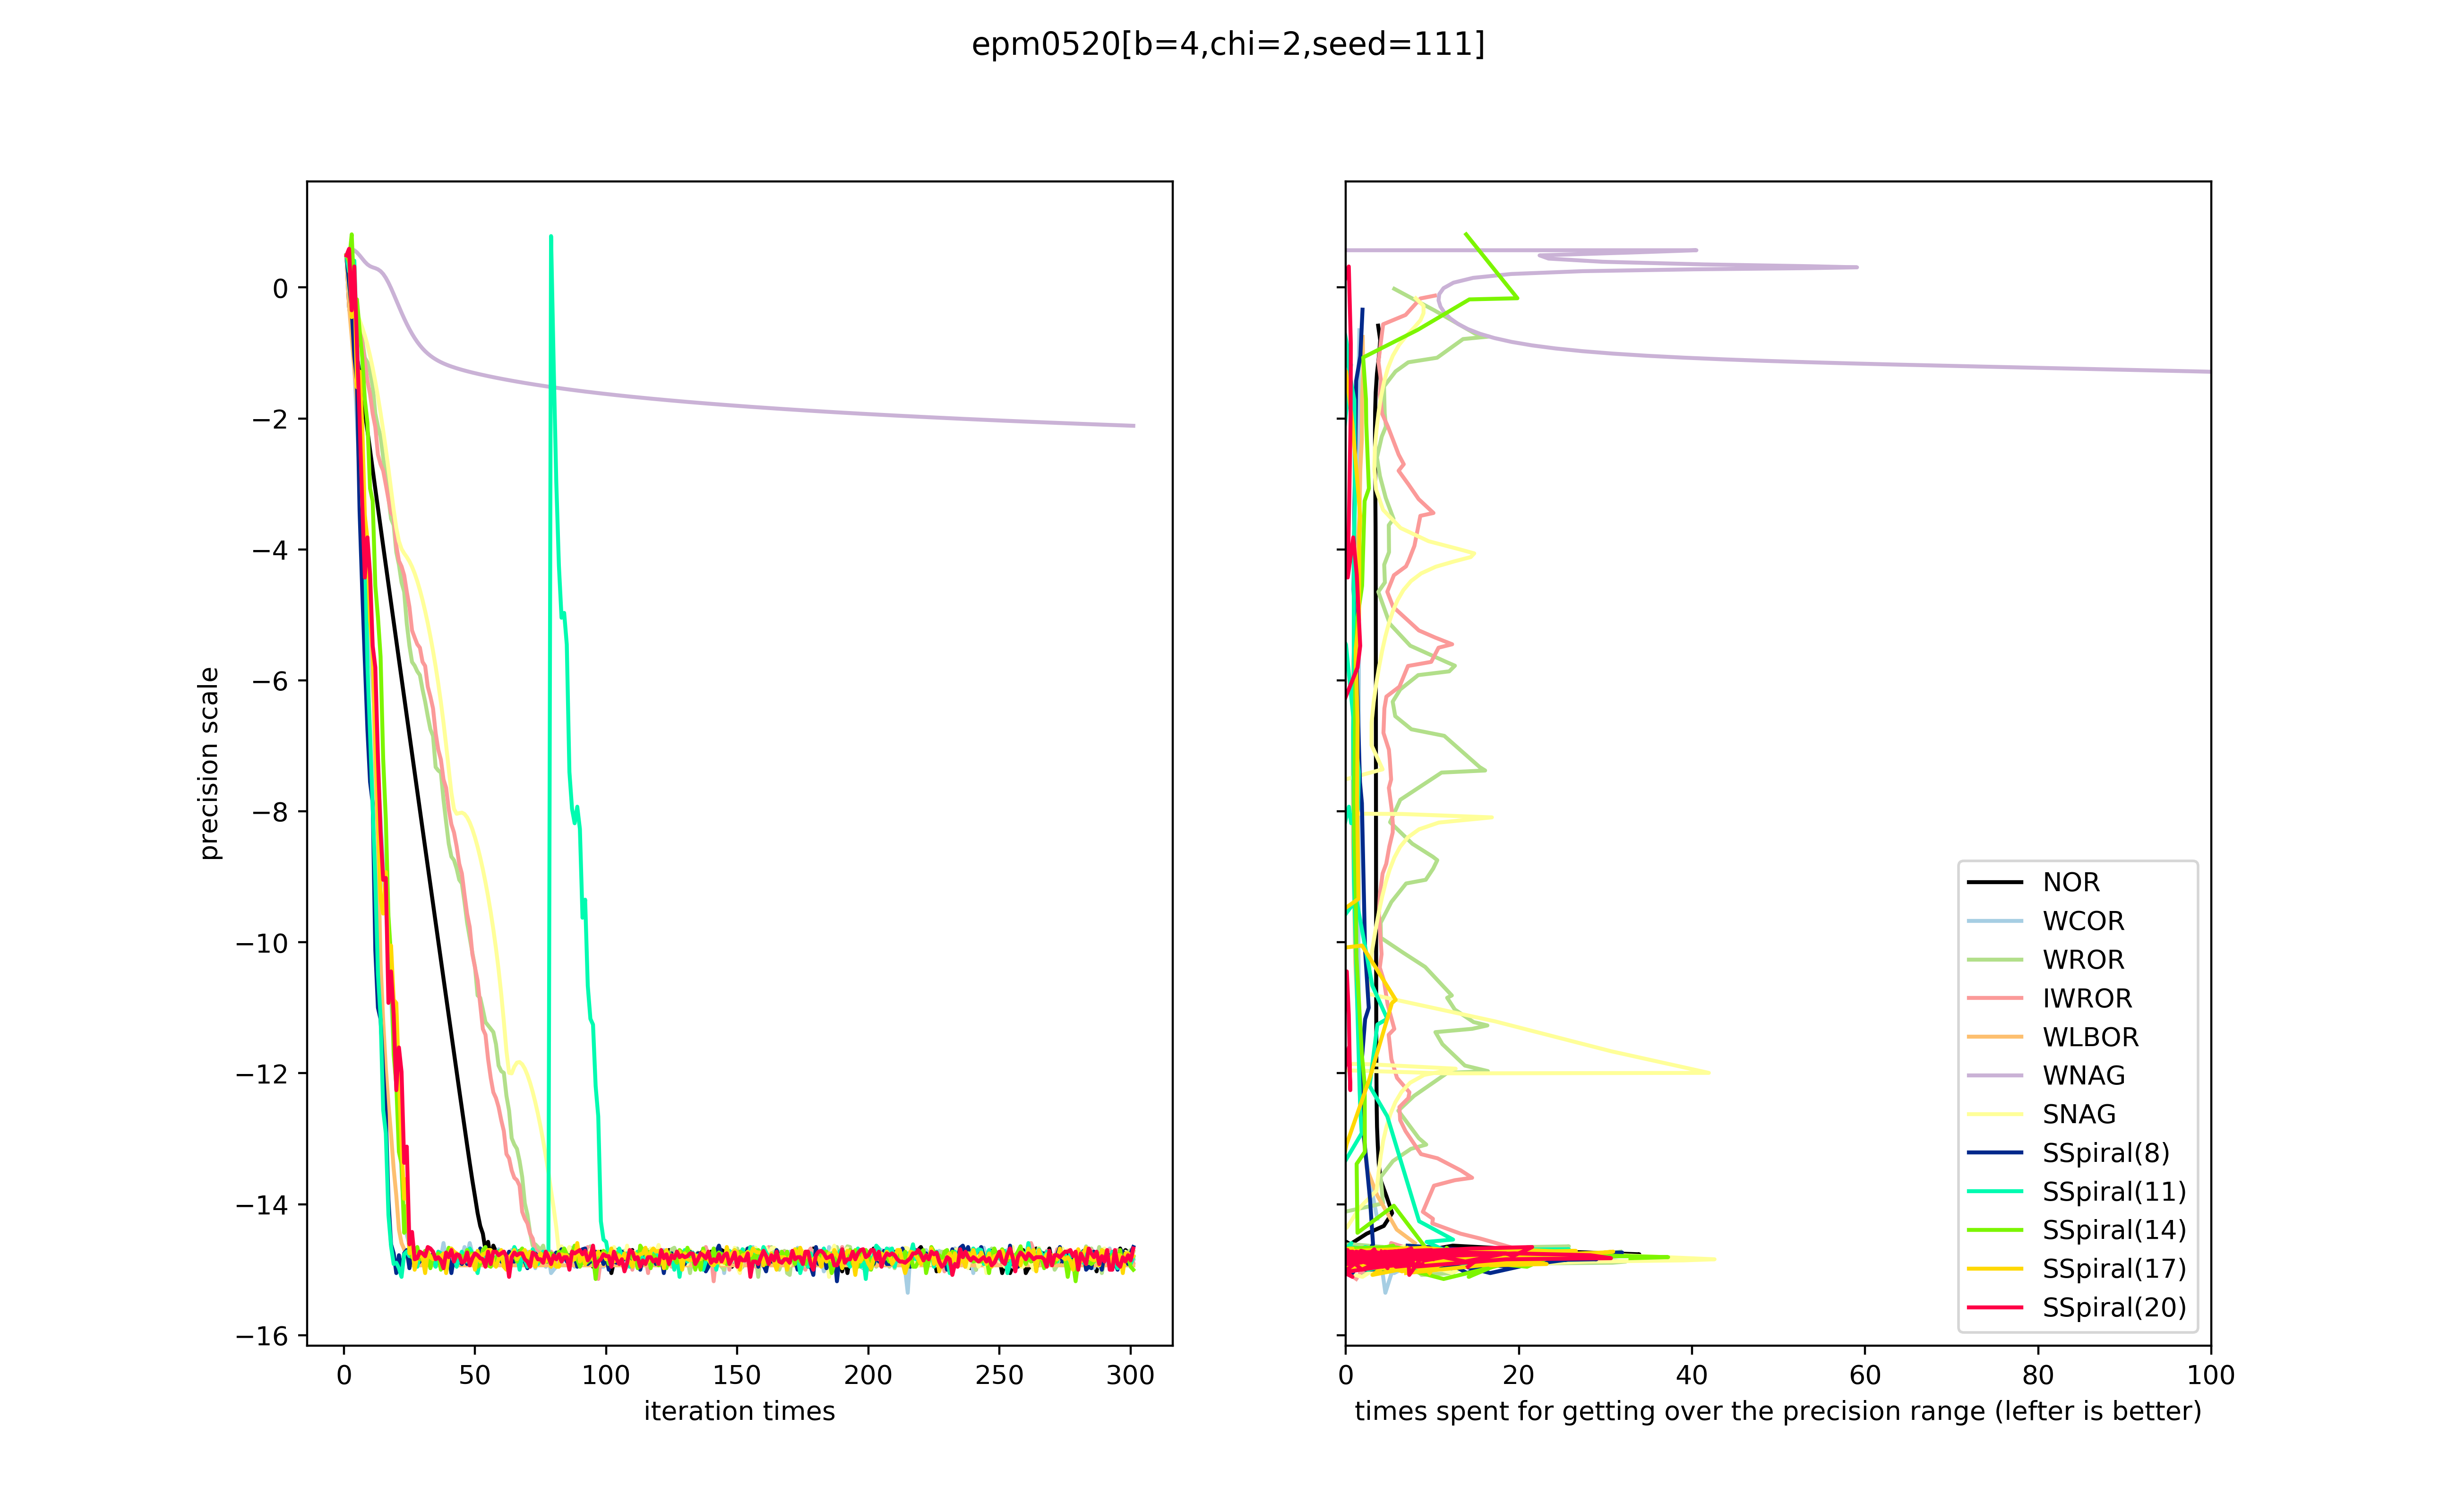 epm0520[b=4,chi=2,seed=111]
precision scale
0
−2
−4
−6
−8
−10
−12
−14
−16
0 50 100 150 200 250 300
iteration times
0 20 40 60 80 100
times spent for getting over the precision range (lefter is better)
NOR
WCOR
WROR
IWROR
WLBOR
WNAG
SNAG
SSpiral(8)
SSpiral(11)
SSpiral(14)
SSpiral(17)
SSpiral(20)